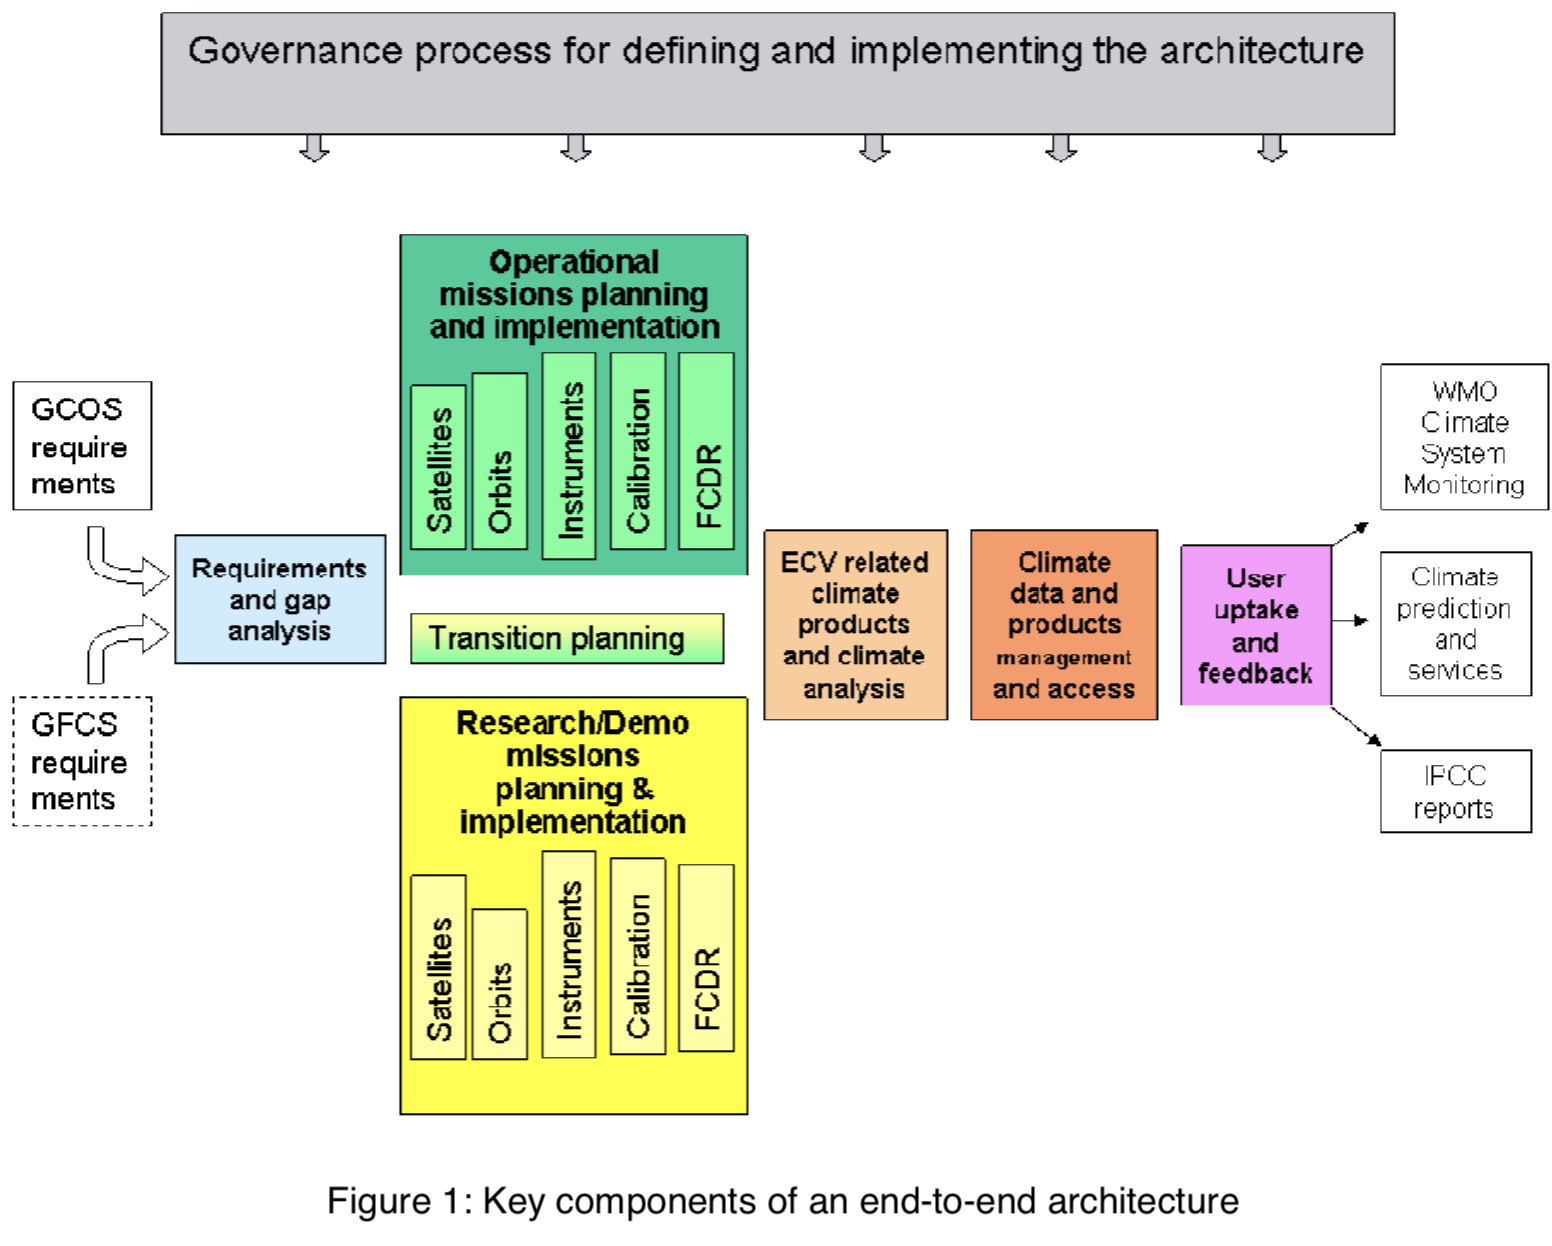 Governance process for defining and implementing the architecture
GCOS
require
ments
GFCS
require
ments
Requirements
and gap
analysis
Operational
missions planning
and implementation
Satellites
Orbits
Instruments
Calibration
FCDR
Transition planning
Research/Demo
missions
planning &
implementation
Satellites
Orbits
Instruments
Calibration
FCDR
ECV related
climate
products
and climate
analysis
Climate
data and
products
management
and access
User
uptake
and
feedback
WMO
Climate
System
Monitoring
Climate
prediction
and
services
IPCC
reports
Figure 1: Key components of an end-to-end architecture